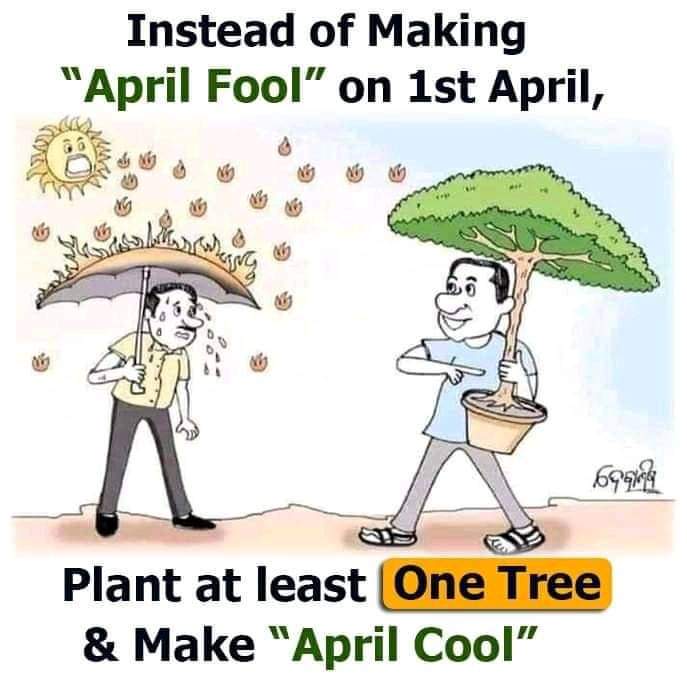 Instead of Making
"April Fool" on 1st April,
Plant at least One Tree
& Make "April Cool"